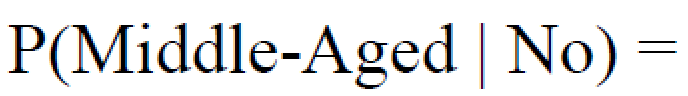 P(Middle-Aged | No) =